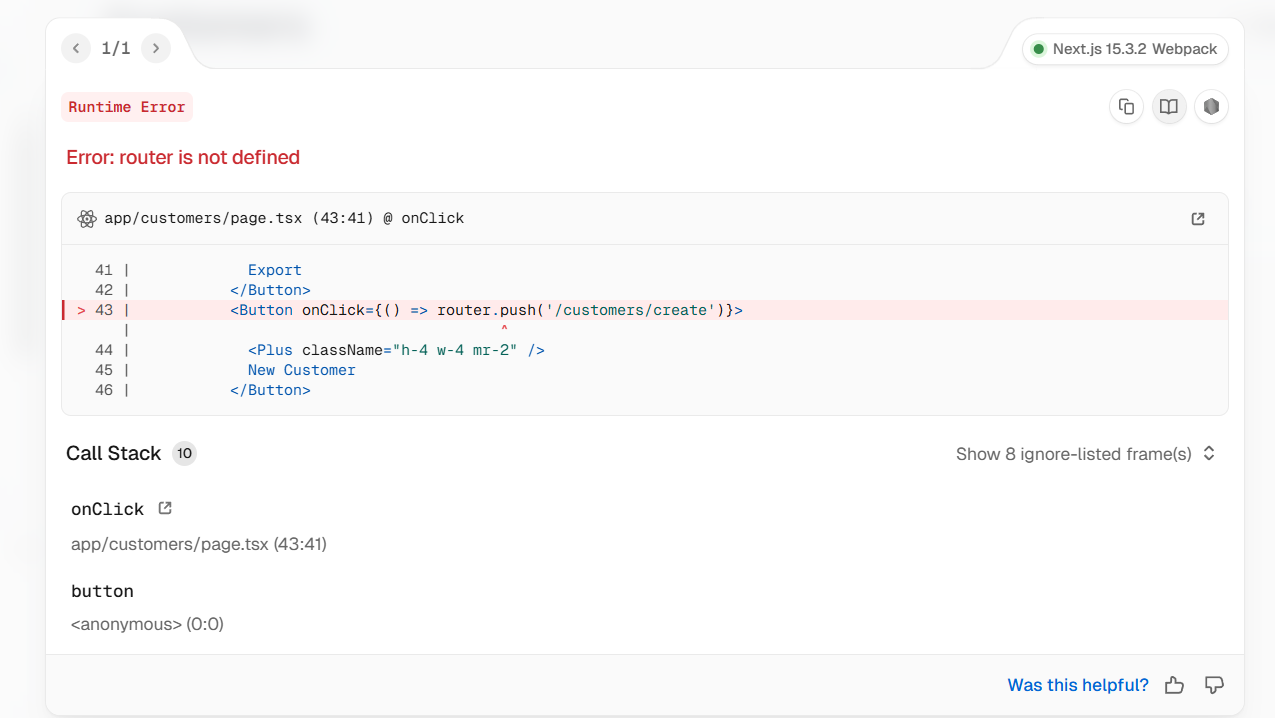 1/1
Next.js 15.3.2 Webpack
Runtime Error
Error: router is not defined
app/customers/page.tsx (43:41) @ onClick
41 | Export
42 | </Button>
> 43 | <Button onClick={() => router.push('/customers/create')}>
| ^
44 | <Plus className="h-4 w-4 mr-2" />
45 | New Customer
46 | </Button>
Call Stack 10
Show 8 ignore-listed frame(s)
onClick
app/customers/page.tsx (43:41)
button
<anonymous> (0:0)
Was this helpful?